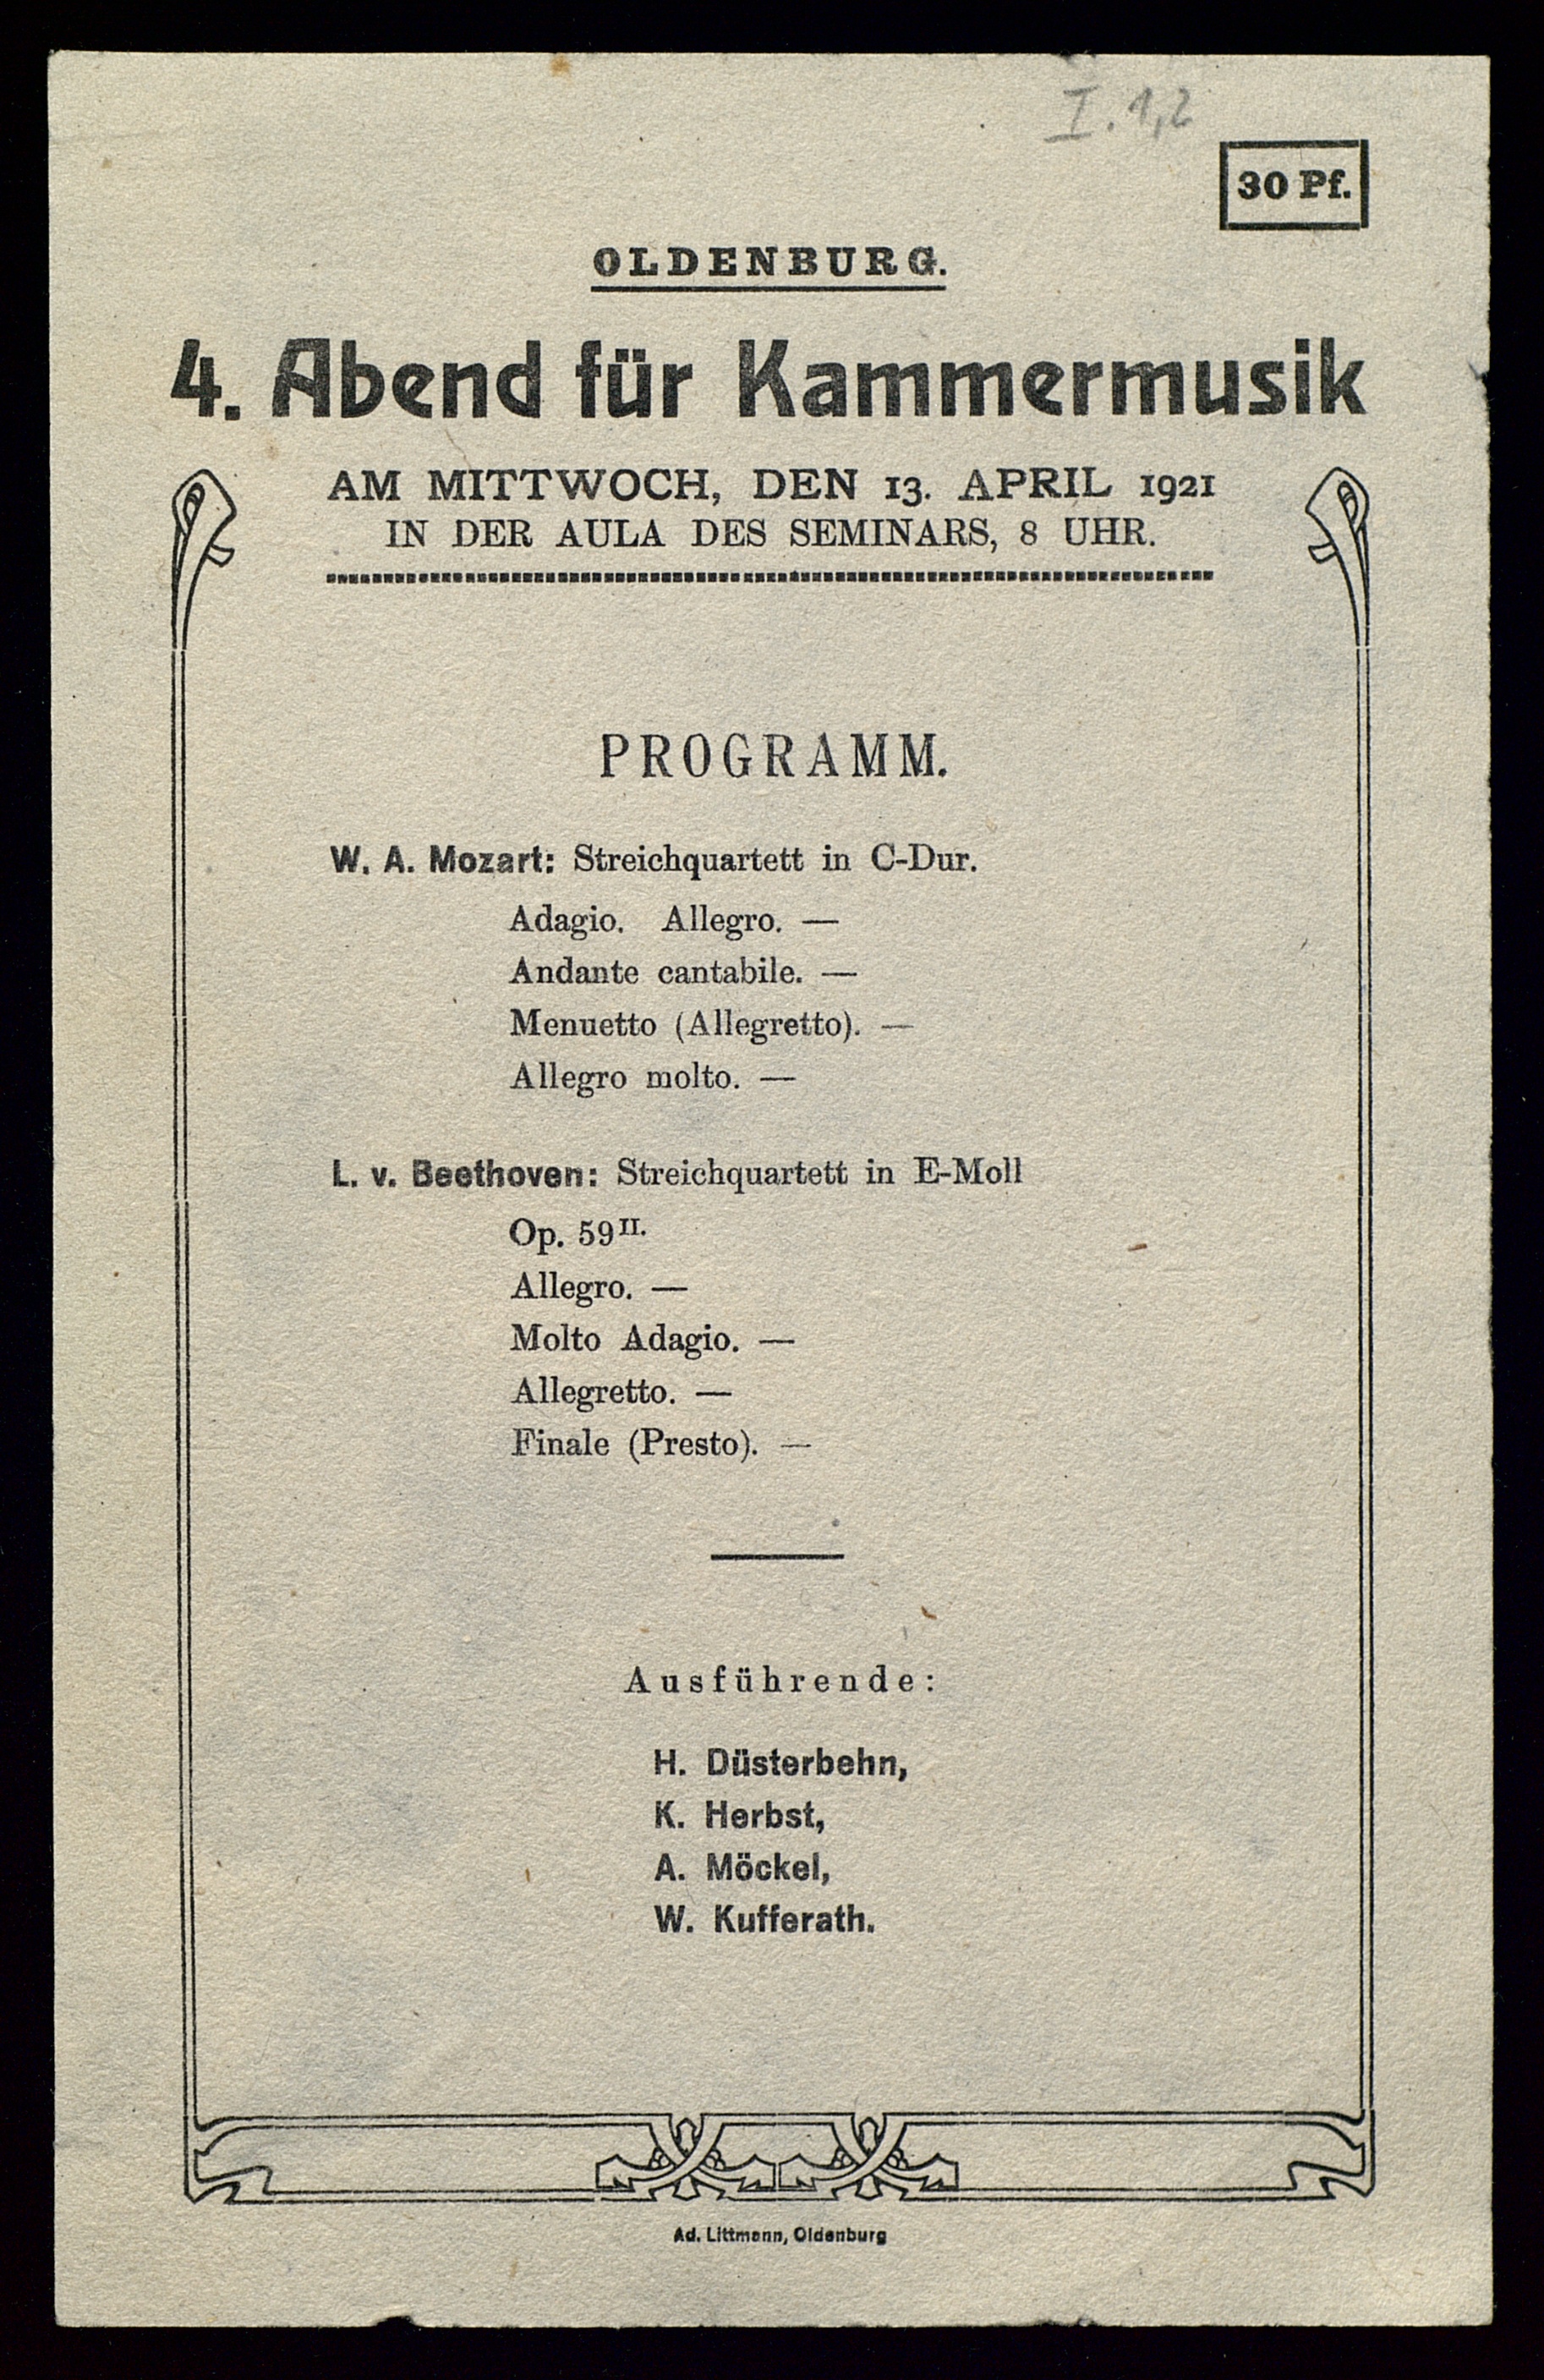 I. 1,2
30 Pf.
OLDENBURG.
4. Abend für Kammermusik
AM MITTWOCH, DEN 13. APRIL 1921
IN DER AULA DES SEMINARS, 8 UHR.
PROGRAMM.
W. A. Mozart: Streichquartett in C-Dur.
Adagio. Allegro. —
Andante cantabile. —
Menuetto (Allegretto). —
Allegro molto. —
L. v. Beethoven: Streichquartett in E-Moll
Op. 59 II.
Allegro. —
Molto Adagio. —
Allegretto. —
Finale (Presto). —
Ausführende:
H. Düsterbehn,
K. Herbst,
A. Möckel,
W. Kufferath.
Ad. Littmann, Oldenburg